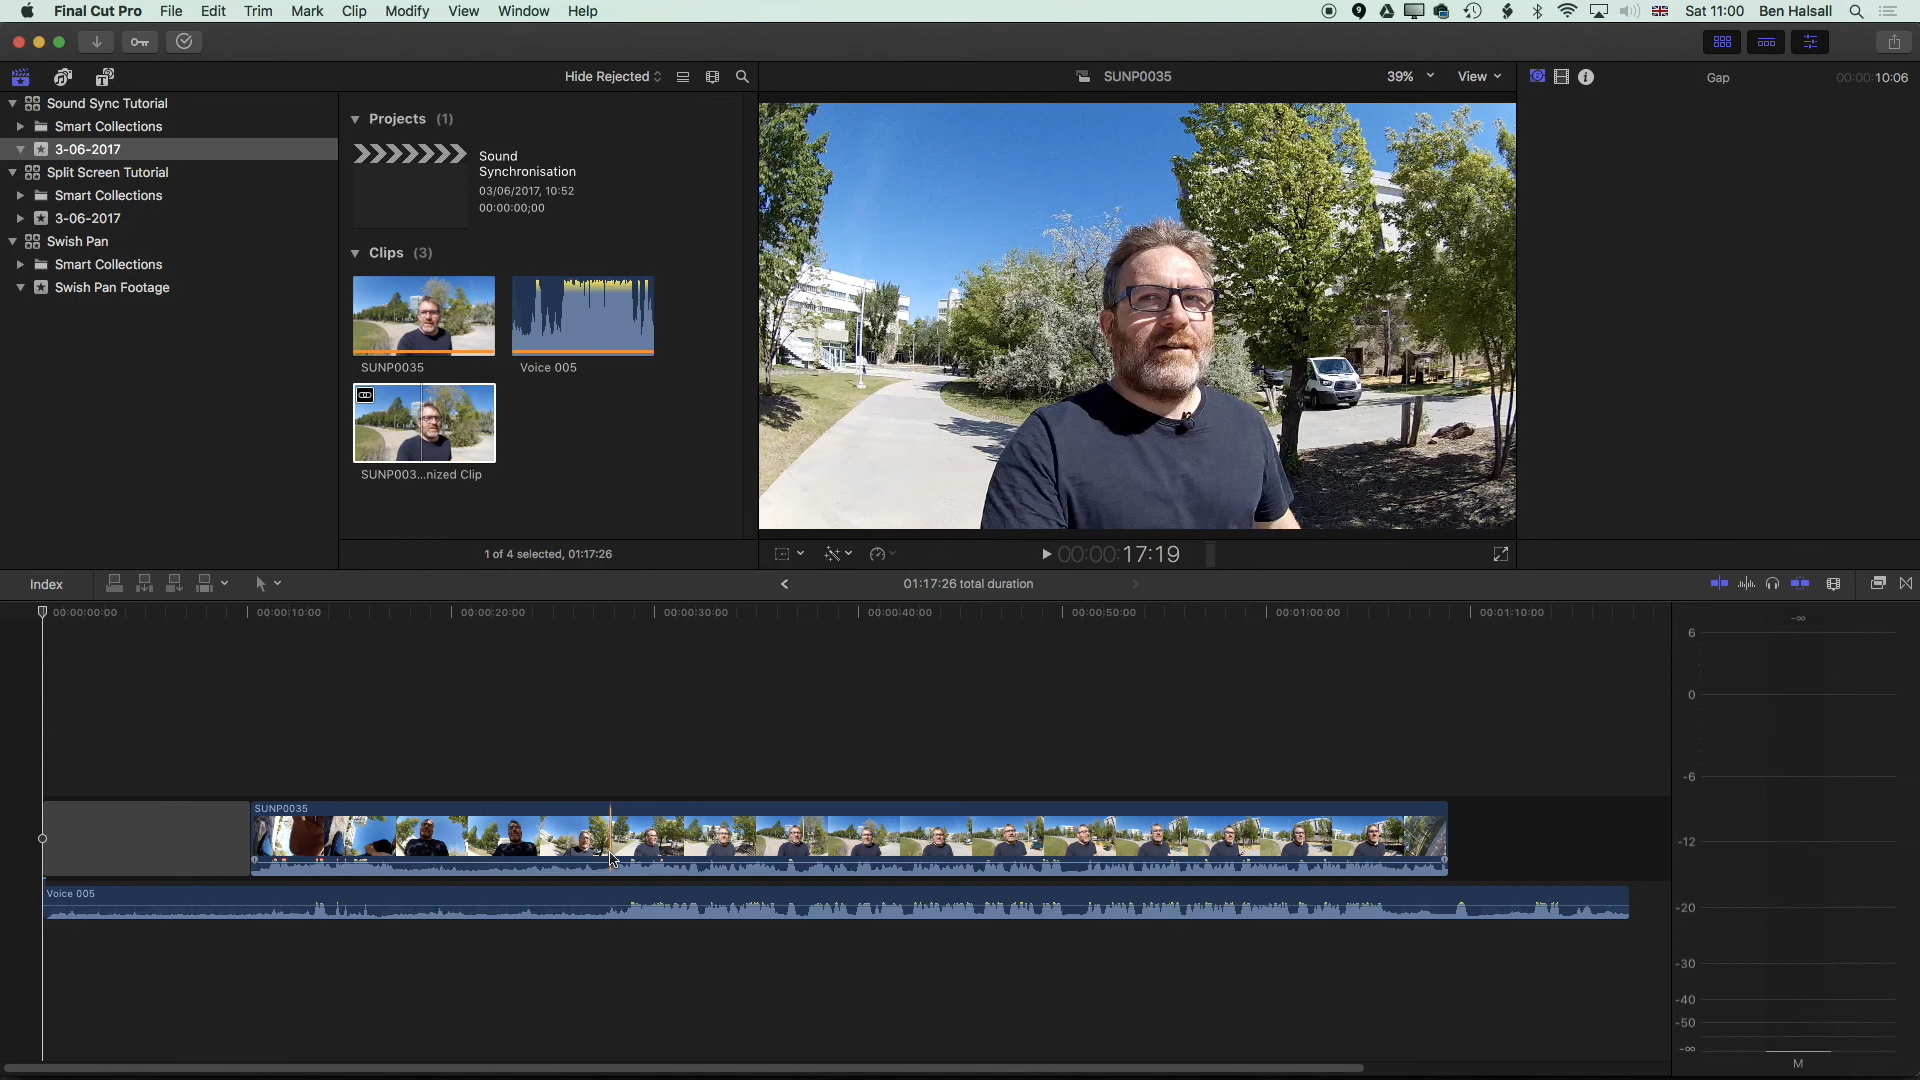 Final Cut Pro File Edit Trim Mark Clip Modify View Window Help
9 Sat 11:00 Ben Halsall
Hide Rejected
SUNP0035
39% View
Gap
00:00:10:06
Sound Sync Tutorial
Smart Collections
3-06-2017
Split Screen Tutorial
Smart Collections
3-06-2017
Swish Pan
Smart Collections
Swish Pan Footage
Projects (1)
Sound
Synchronisation
03/06/2017, 10:52
00:00:00;00
Clips (3)
SUNP0035
Voice 005
SUNP003...nized Clip
1 of 4 selected, 01:17:26
00:00:17:19
Index
01:17:26 total duration
00:00:00:00 00:00:10:00 00:00:20:00 00:00:30:00 00:00:40:00 00:00:50:00 00:01:00:00 00:01:10:00
SUNP0035
Voice 005
-∞
6
0
-6
-12
-20
-30
-40
-50
-∞
M